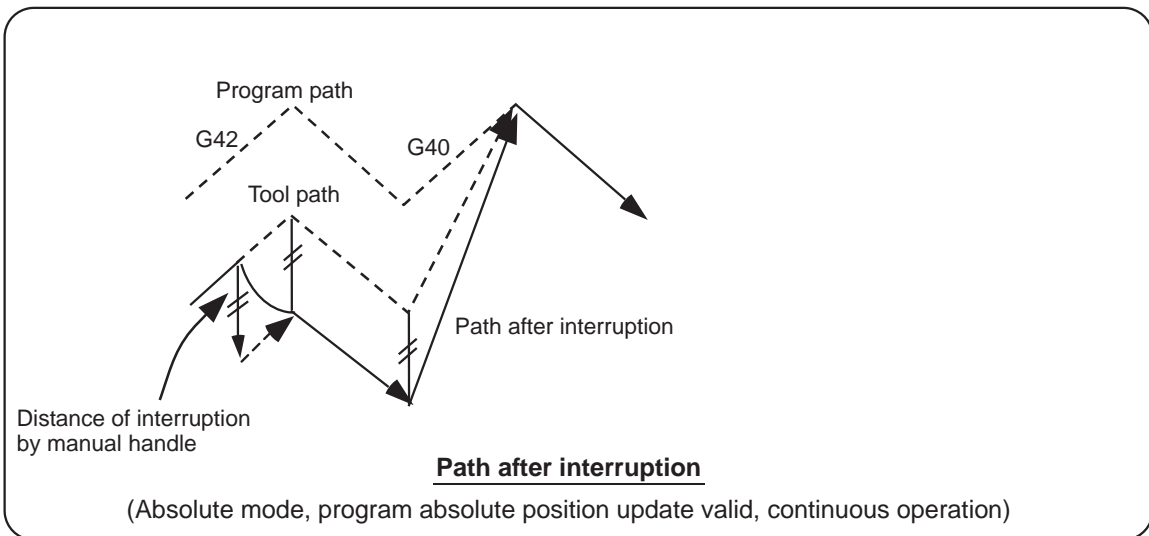 Program path
G42
G40
Tool path
Path after interruption
Distance of interruption
by manual handle
Path after interruption
(Absolute mode, program absolute position update valid, continuous operation)